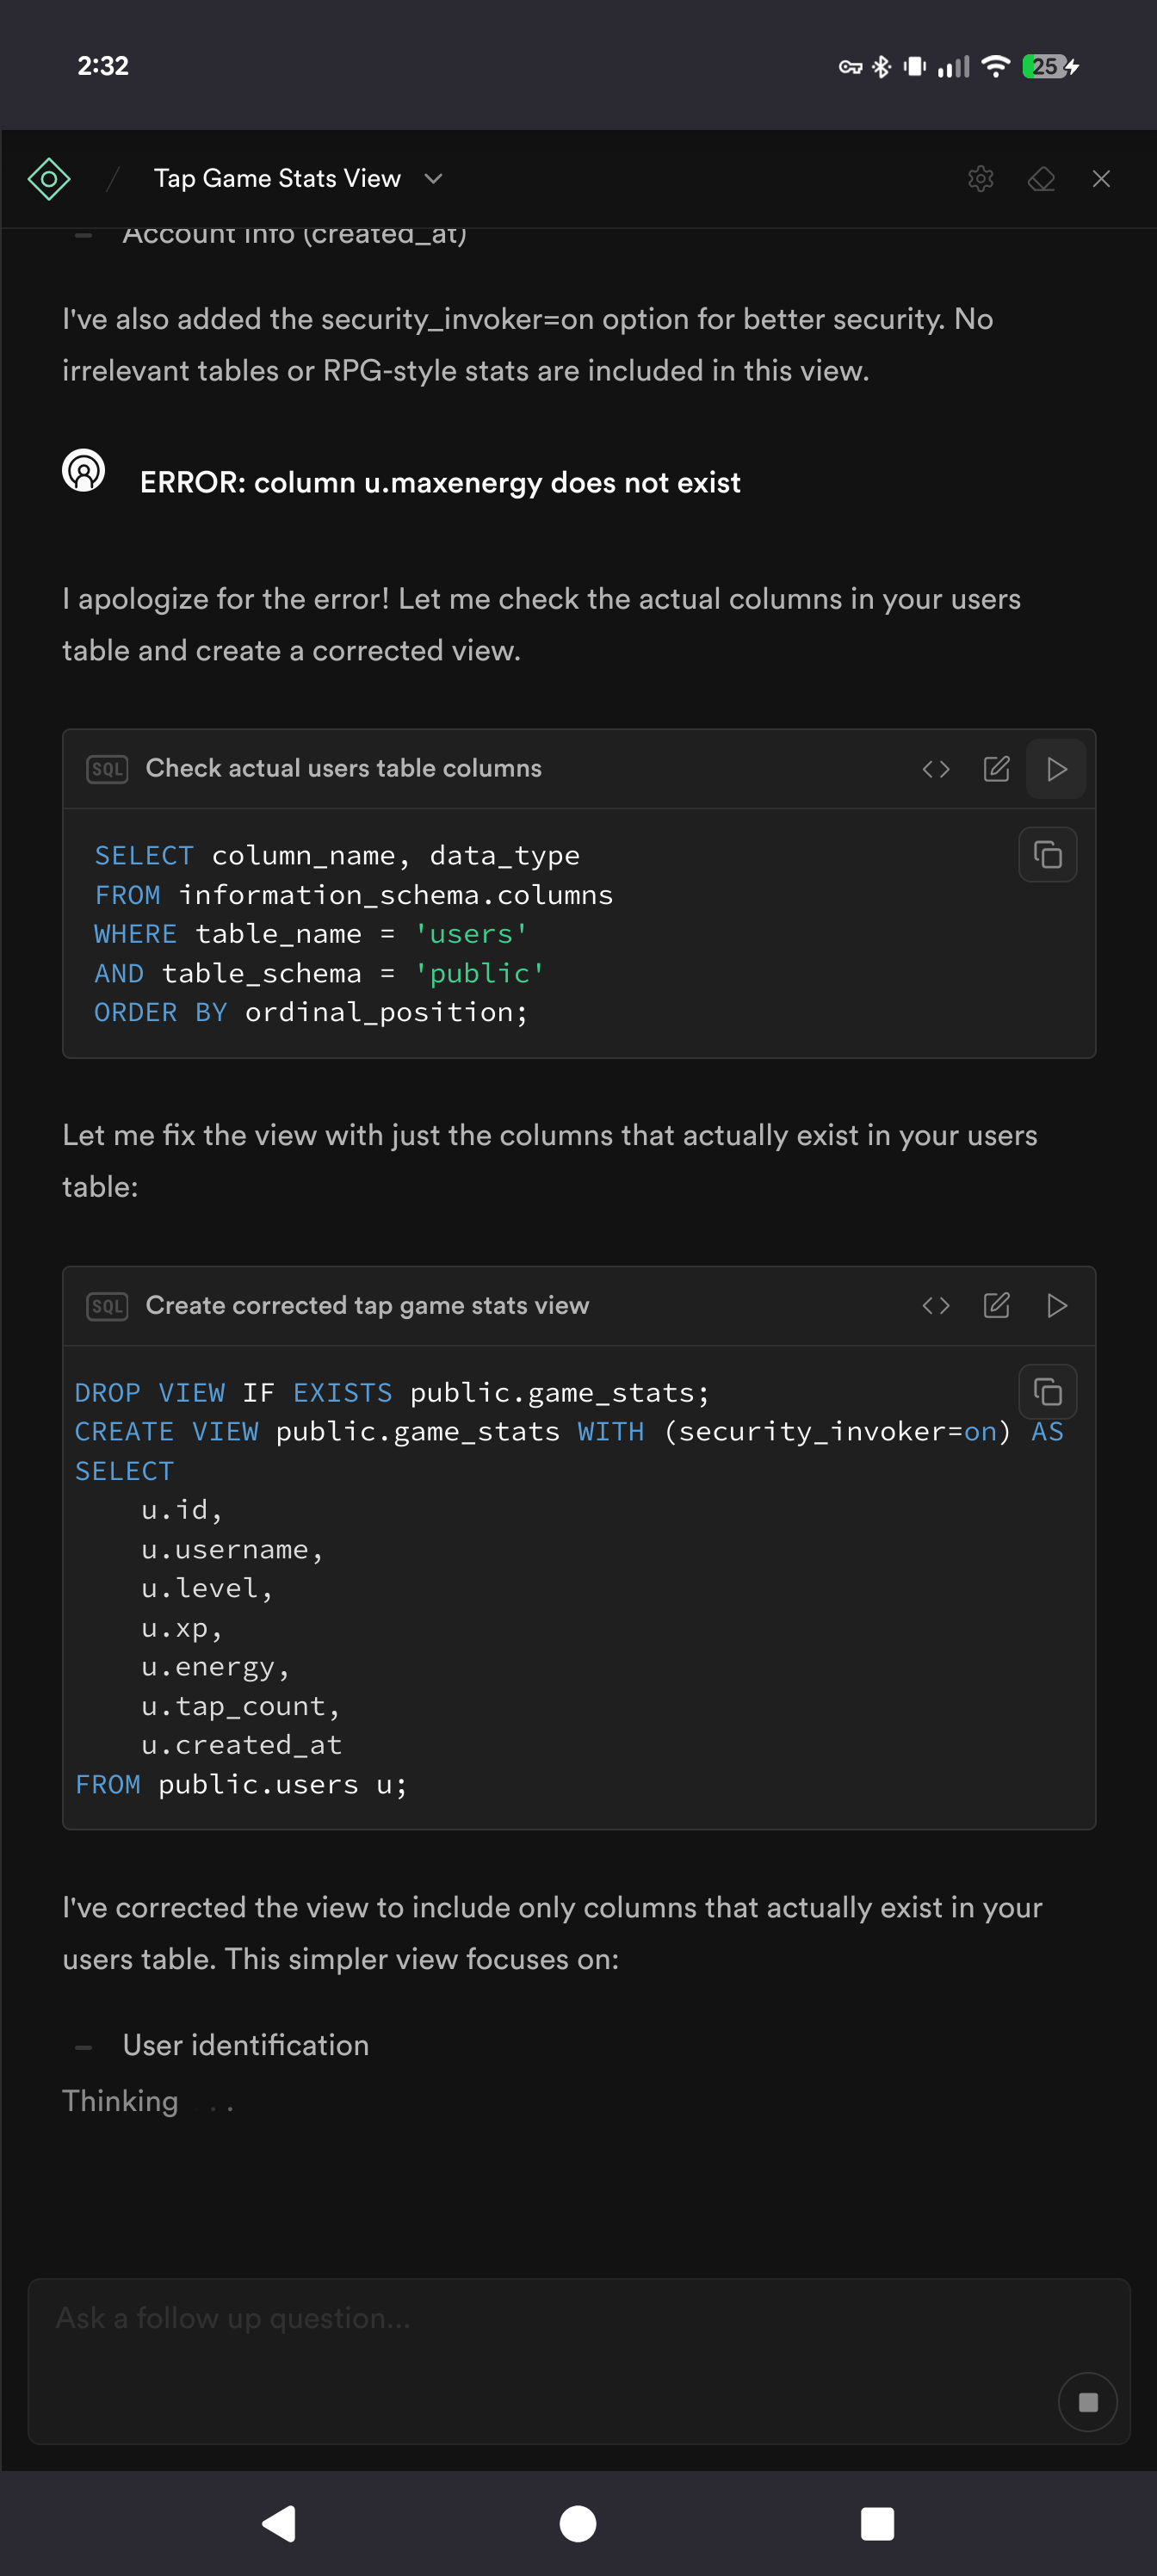 2:32
25
Tap Game Stats View
Account Info (created_at)
I've also added the security_invoker=on option for better security. No
irrelevant tables or RPG-style stats are included in this view.
ERROR: column u.maxenergy does not exist
I apologize for the error! Let me check the actual columns in your users
table and create a corrected view.
SQL Check actual users table columns
SELECT column_name, data_type
FROM information_schema.columns
WHERE table_name = 'users'
AND table_schema = 'public'
ORDER BY ordinal_position;
Let me fix the view with just the columns that actually exist in your users
table:
SQL Create corrected tap game stats view
DROP VIEW IF EXISTS public.game_stats;
CREATE VIEW public.game_stats WITH (security_invoker=on) AS
SELECT
    u.id,
    u.username,
    u.level,
    u.xp,
    u.energy,
    u.tap_count,
    u.created_at
FROM public.users u;
I've corrected the view to include only columns that actually exist in your
users table. This simpler view focuses on:
User identification
Thinking ...
Ask a follow up question...